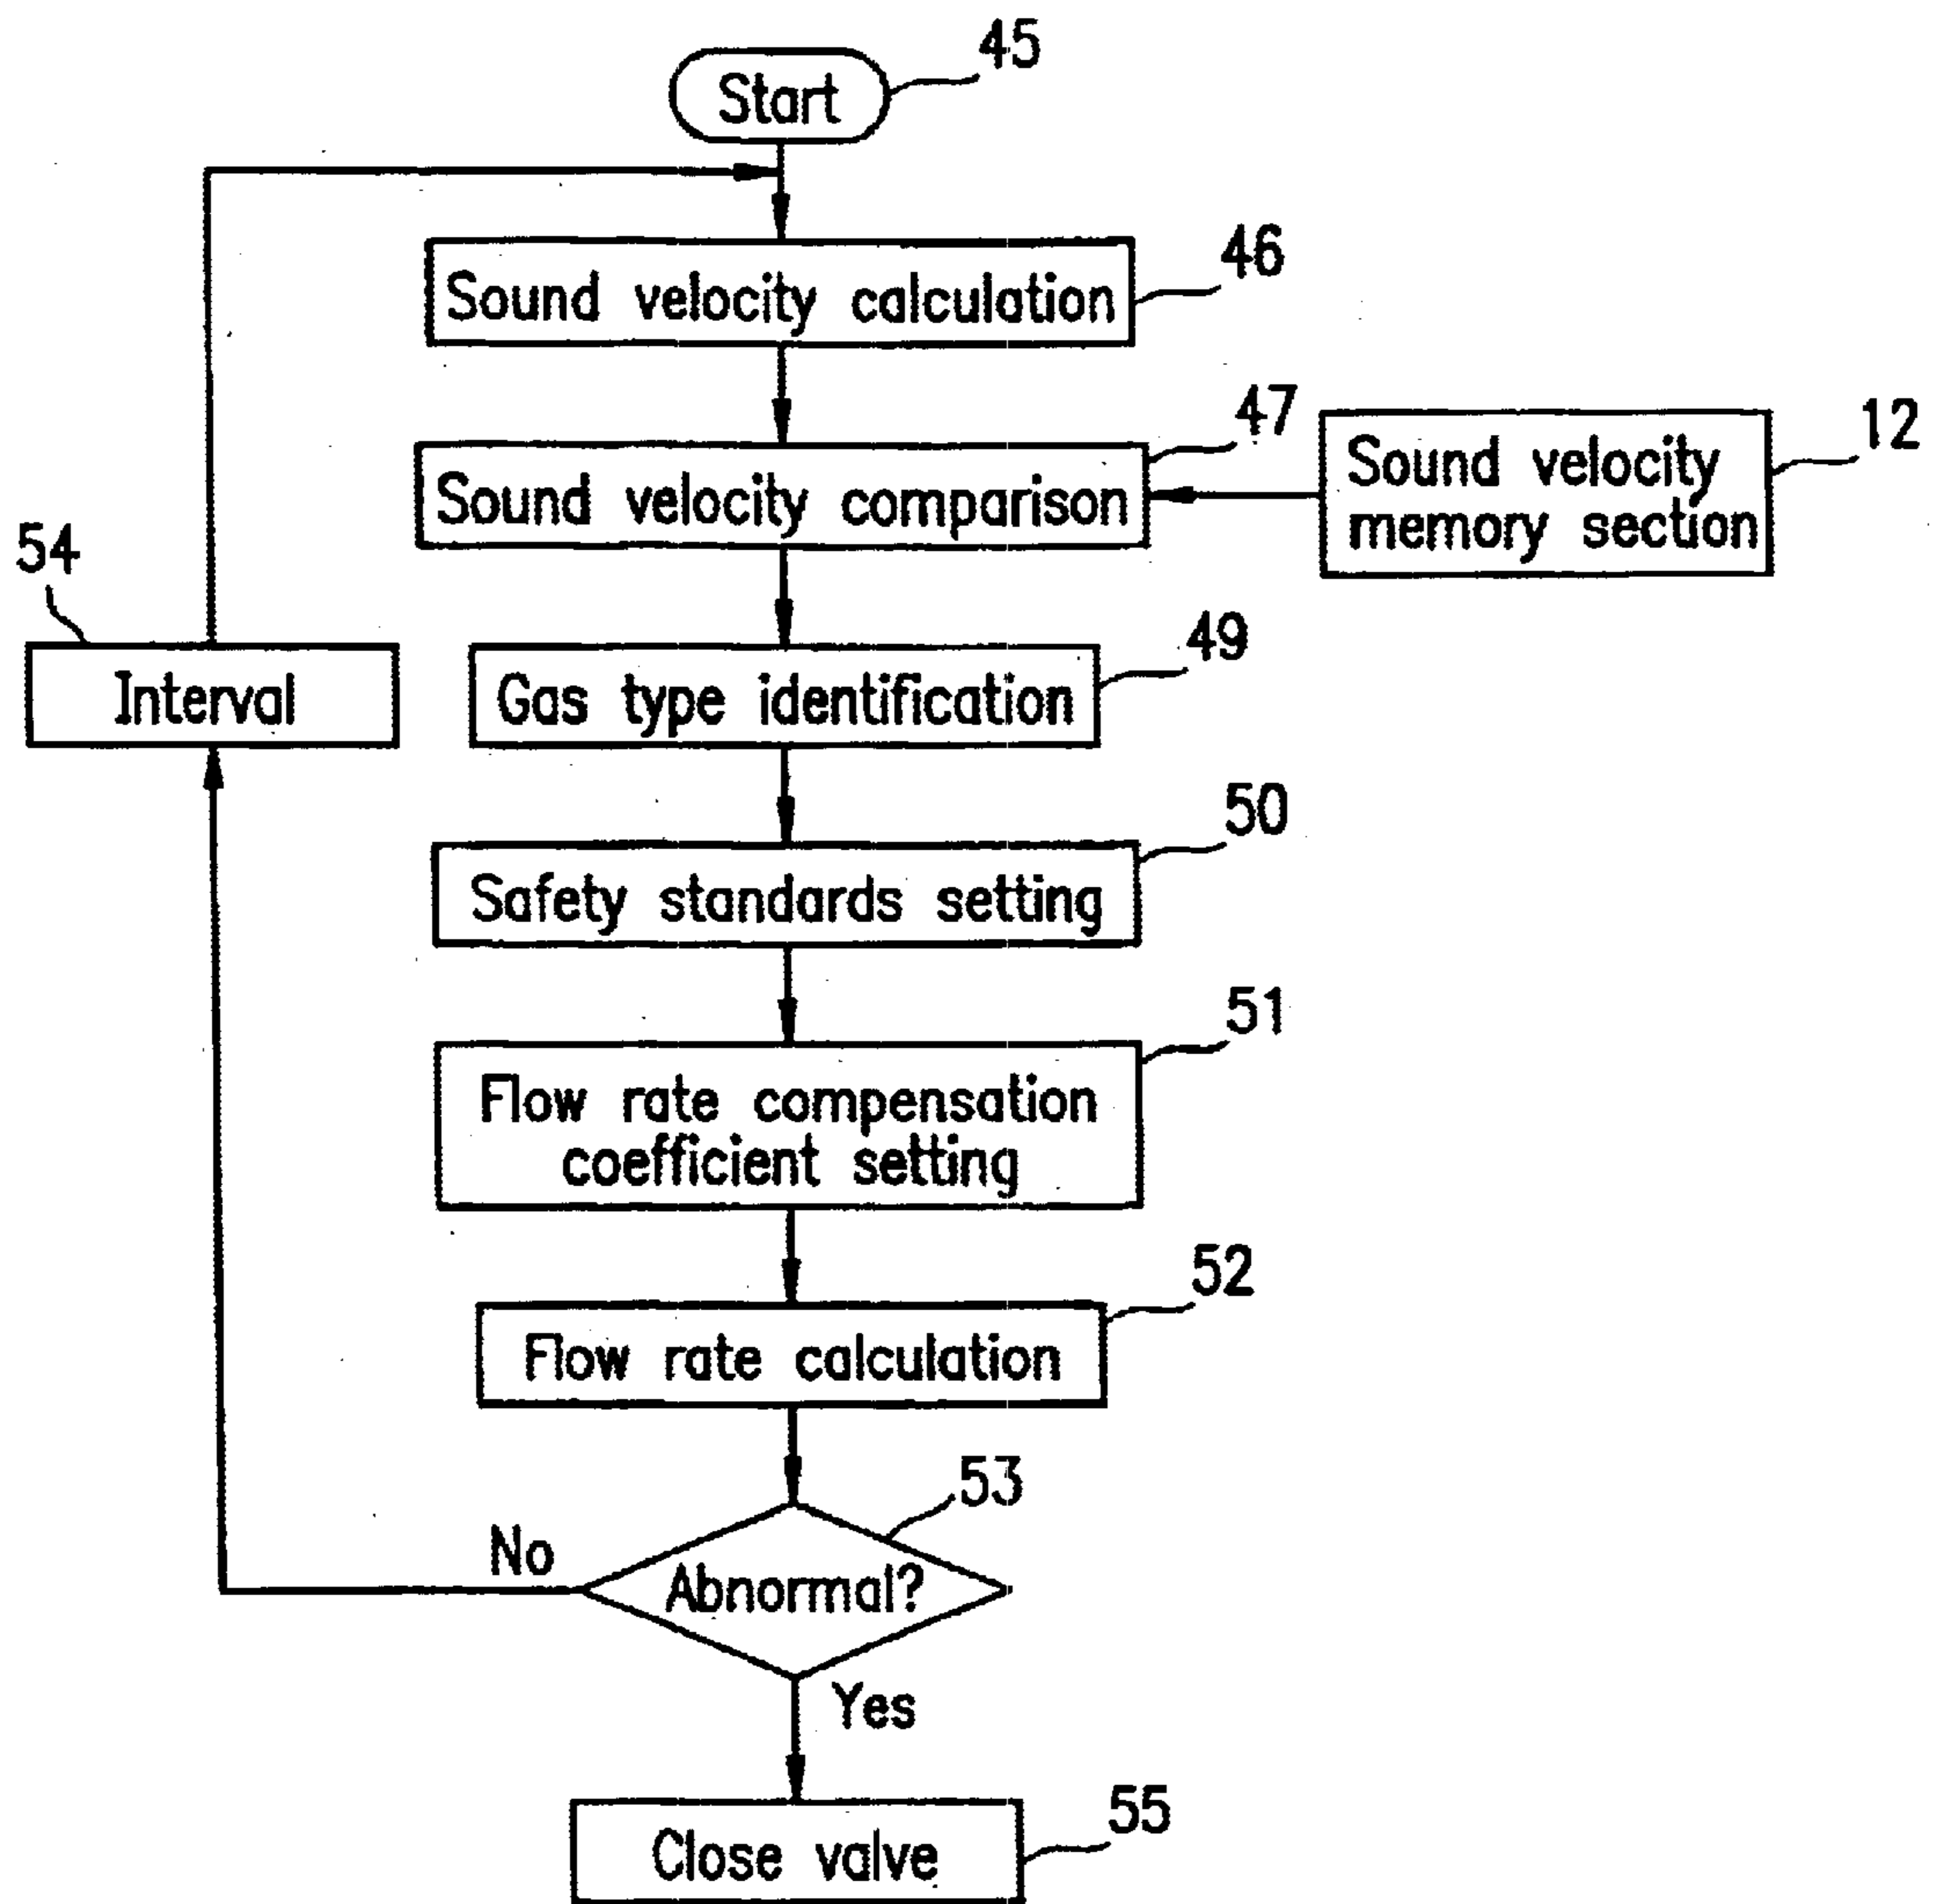 Start
45
Sound velocity calculation
46
Sound velocity comparison
47
Sound velocity
memory section
12
54
Interval
Gas type identification
49
Safety standards setting
50
Flow rate compensation
coefficient setting
51
Flow rate calculation
52
Abnormal?
53
No
Yes
Close valve
55